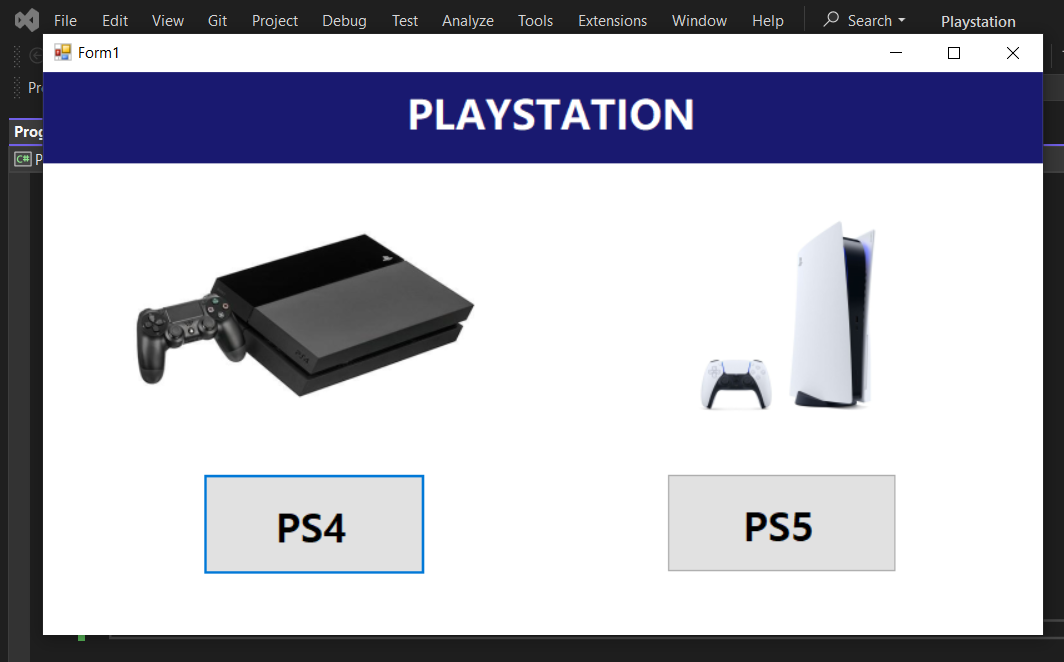 File Edit View Git Project Debug Test Analyze Tools Extensions Window Help Search Playstation
Form1
PLAYSTATION
PS4 PS5